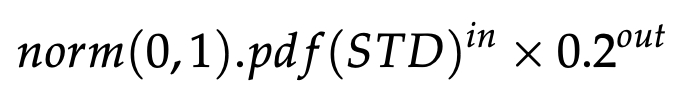 norm(0,1).pdf(STD)^{in} × 0.2^{out}